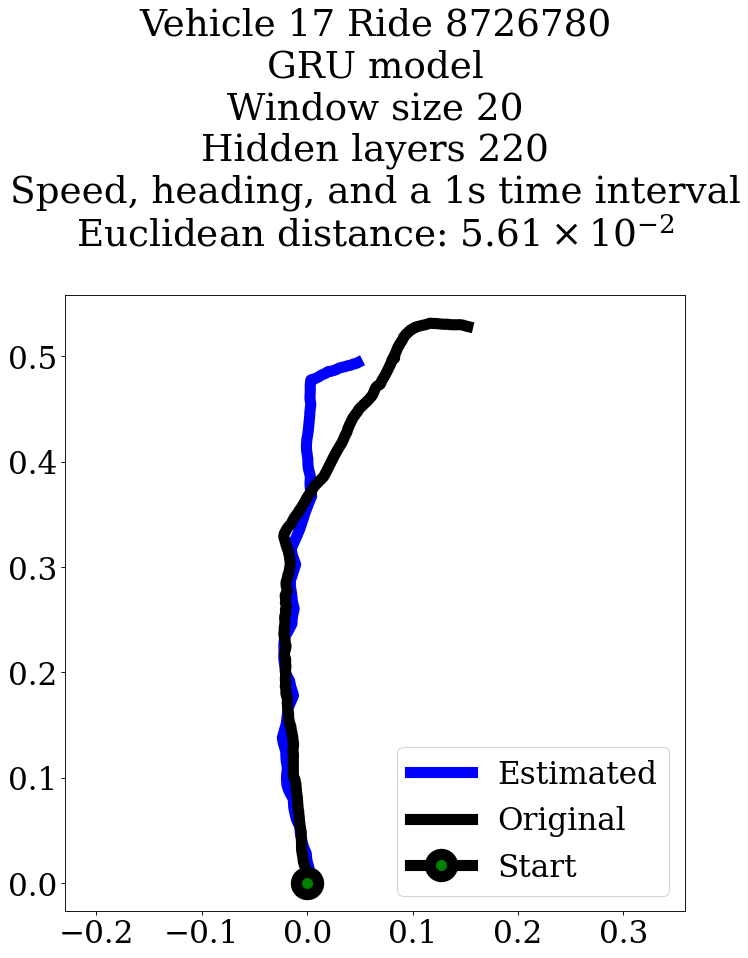 Vehicle 17 Ride 8726780
GRU model
Window size 20
Hidden layers 220
Speed, heading, and a 1s time interval
Euclidean distance: 5.61 × 10⁻²
0.5
0.4
0.3
0.2
0.1
0.0
−0.2 −0.1 0.0 0.1 0.2 0.3
Estimated
Original
Start